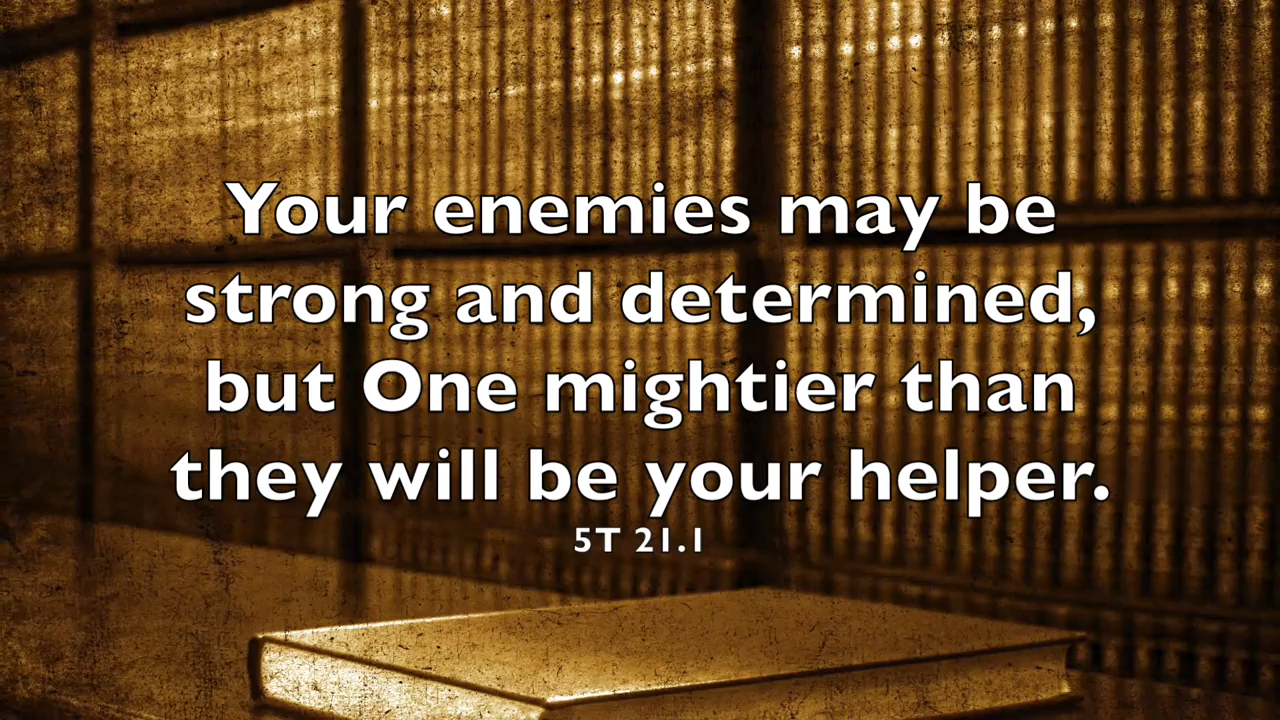 Your enemies may be
strong and determined,
but One mightier than
they will be your helper.
5T 21.1